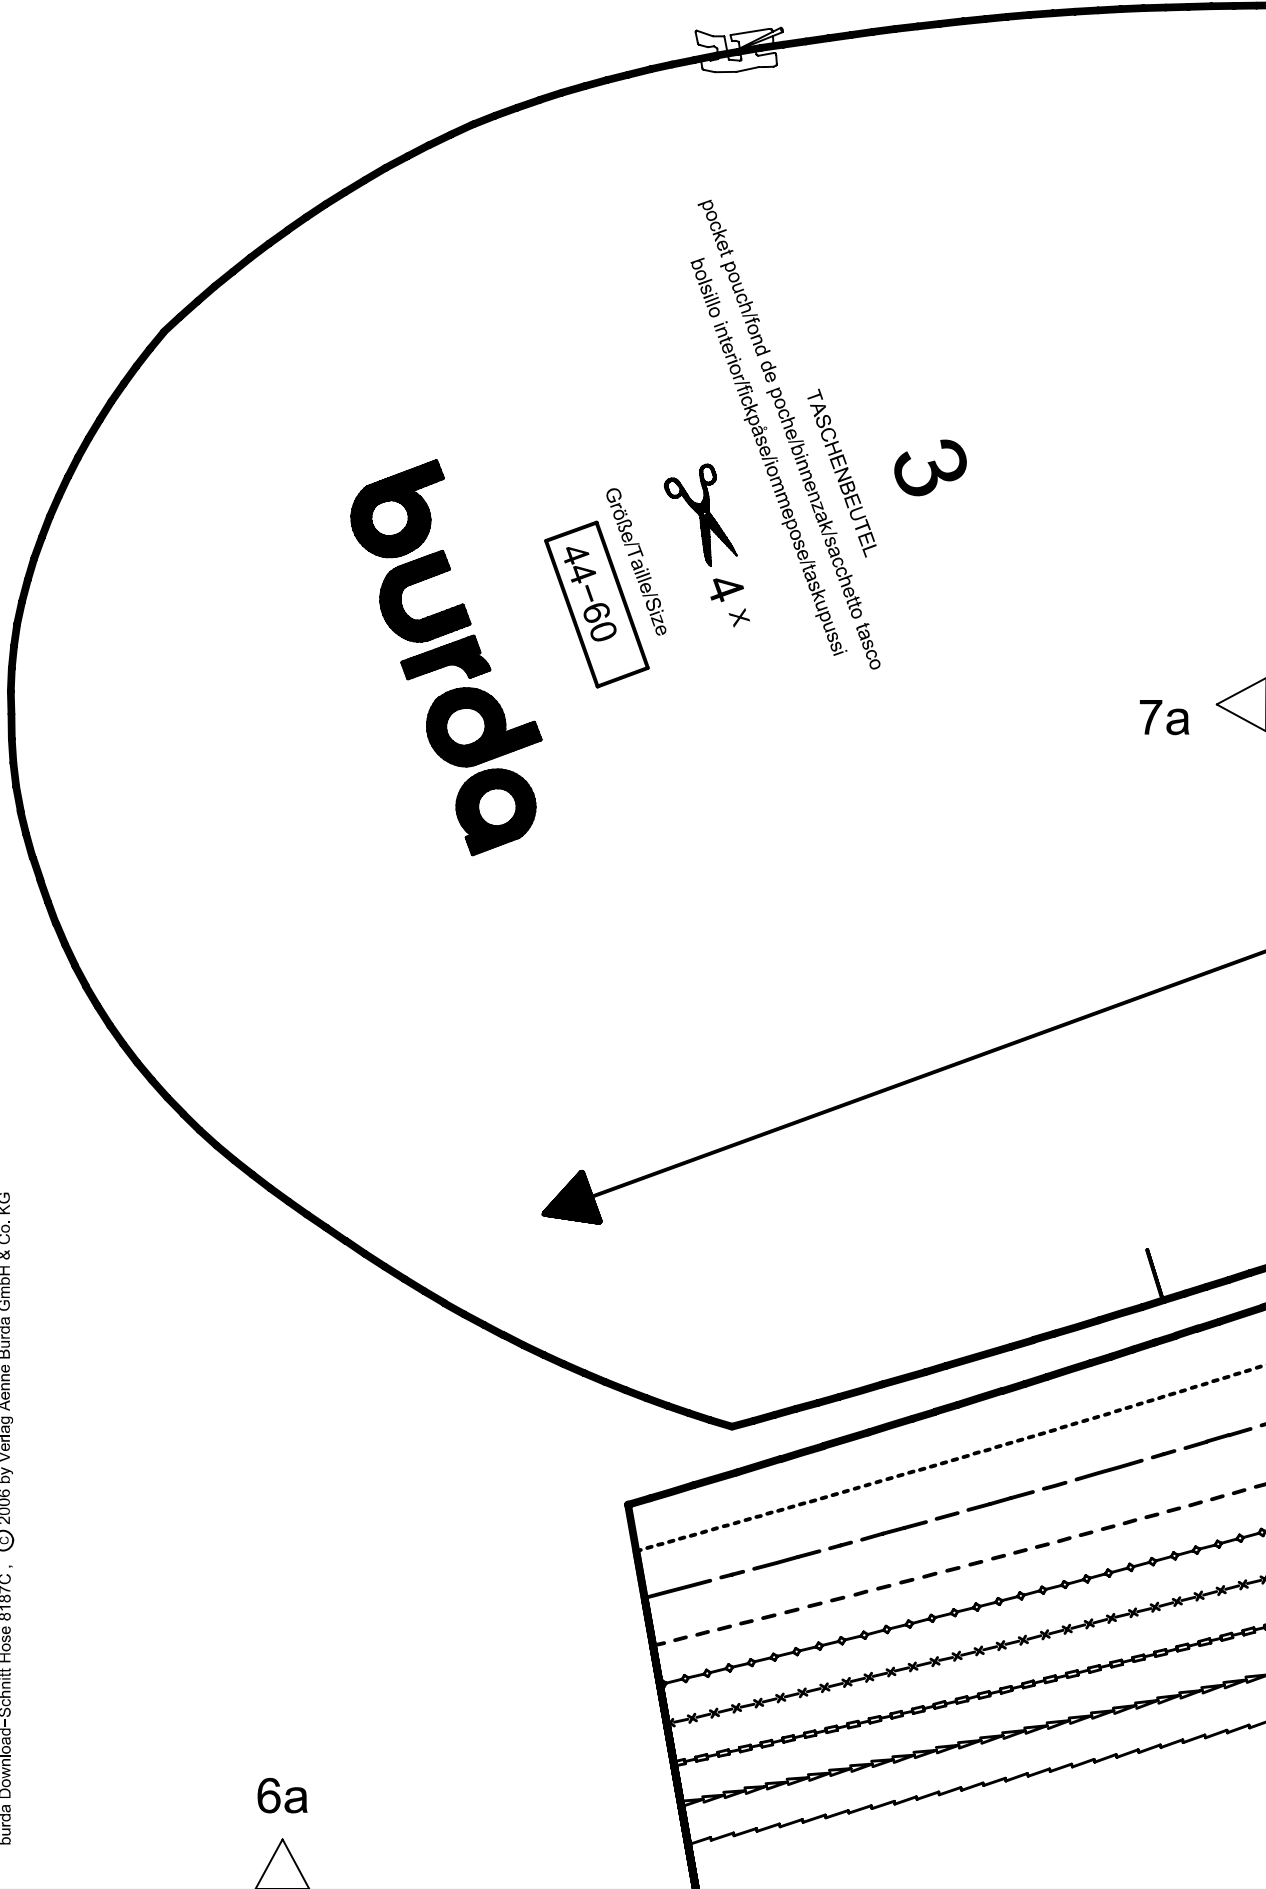 3
TASCHENBEUTEL
pocket pouch/fond de poche/binnenzak/sacchetto tasco
bolsillo interior/fickpåse/iommepose/taskupussi
4 x
Größe/Taille/Size
44–60
burda
7a
6a
burda Download–Schnitt Hose 8187C , © 2006 by Verlag Aenne Burda GmbH & Co. KG